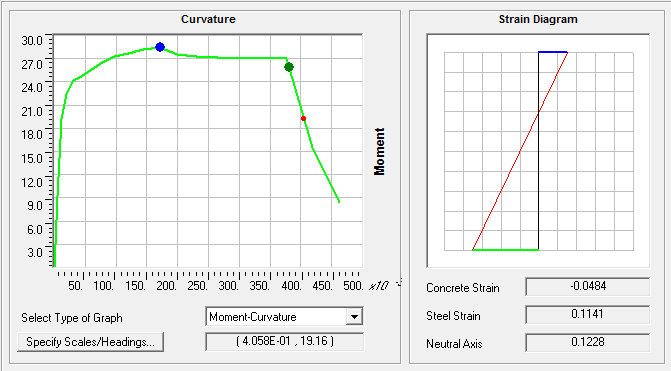 Curvature
30.0
27.0
24.0
21.0
18.0
15.0
12.0
9.0
6.0
3.0
Moment
50. 100. 150. 200. 250. 300. 350. 400. 450. 500. x10 -3
Select Type of Graph
Moment-Curvature
Specify Scales/Headings...
( 4.058E-01 , 19.16 )
Strain Diagram
Concrete Strain
-0.0484
Steel Strain
0.1141
Neutral Axis
0.1228